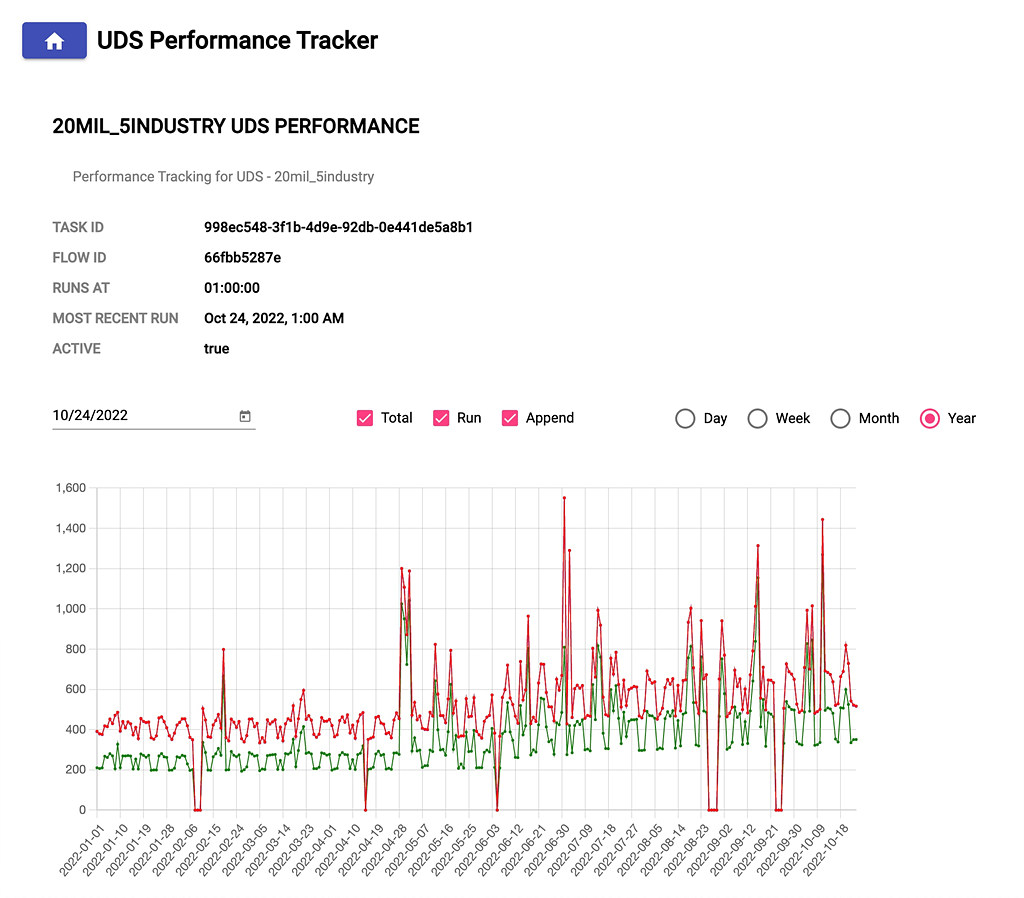 UDS Performance Tracker
20MIL_5INDUSTRY UDS PERFORMANCE
Performance Tracking for UDS - 20mil_5industry
TASK ID 998ec548-3f1b-4d9e-92db-0e441de5a8b1
FLOW ID 66fbb5287e
RUNS AT 01:00:00
MOST RECENT RUN Oct 24, 2022, 1:00 AM
ACTIVE true
10/24/2022 Total Run Append Day Week Month Year
1,600
1,400
1,200
1,000
800
600
400
200
0
2022-01-01 2022-01-10 2022-01-19 2022-01-28 2022-02-06 2022-02-15 2022-02-24 2022-03-05 2022-03-14 2022-03-23 2022-04-01 2022-04-10 2022-04-19 2022-04-28 2022-05-07 2022-05-16 2022-05-25 2022-06-03 2022-06-12 2022-06-21 2022-06-30 2022-07-09 2022-07-18 2022-07-27 2022-08-05 2022-08-14 2022-08-23 2022-09-02 2022-09-12 2022-09-21 2022-09-30 2022-10-09 2022-10-18